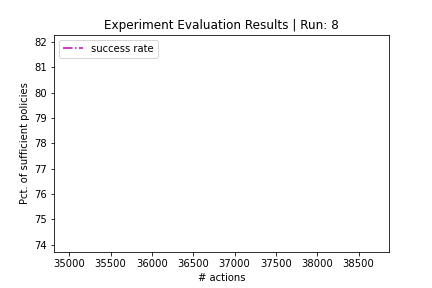 Experiment Evaluation Results | Run: 8
success rate
82
81
80
79
78
77
76
75
74
Pct. of sufficient policies
35000 35500 36000 36500 37000 37500 38000 38500
# actions